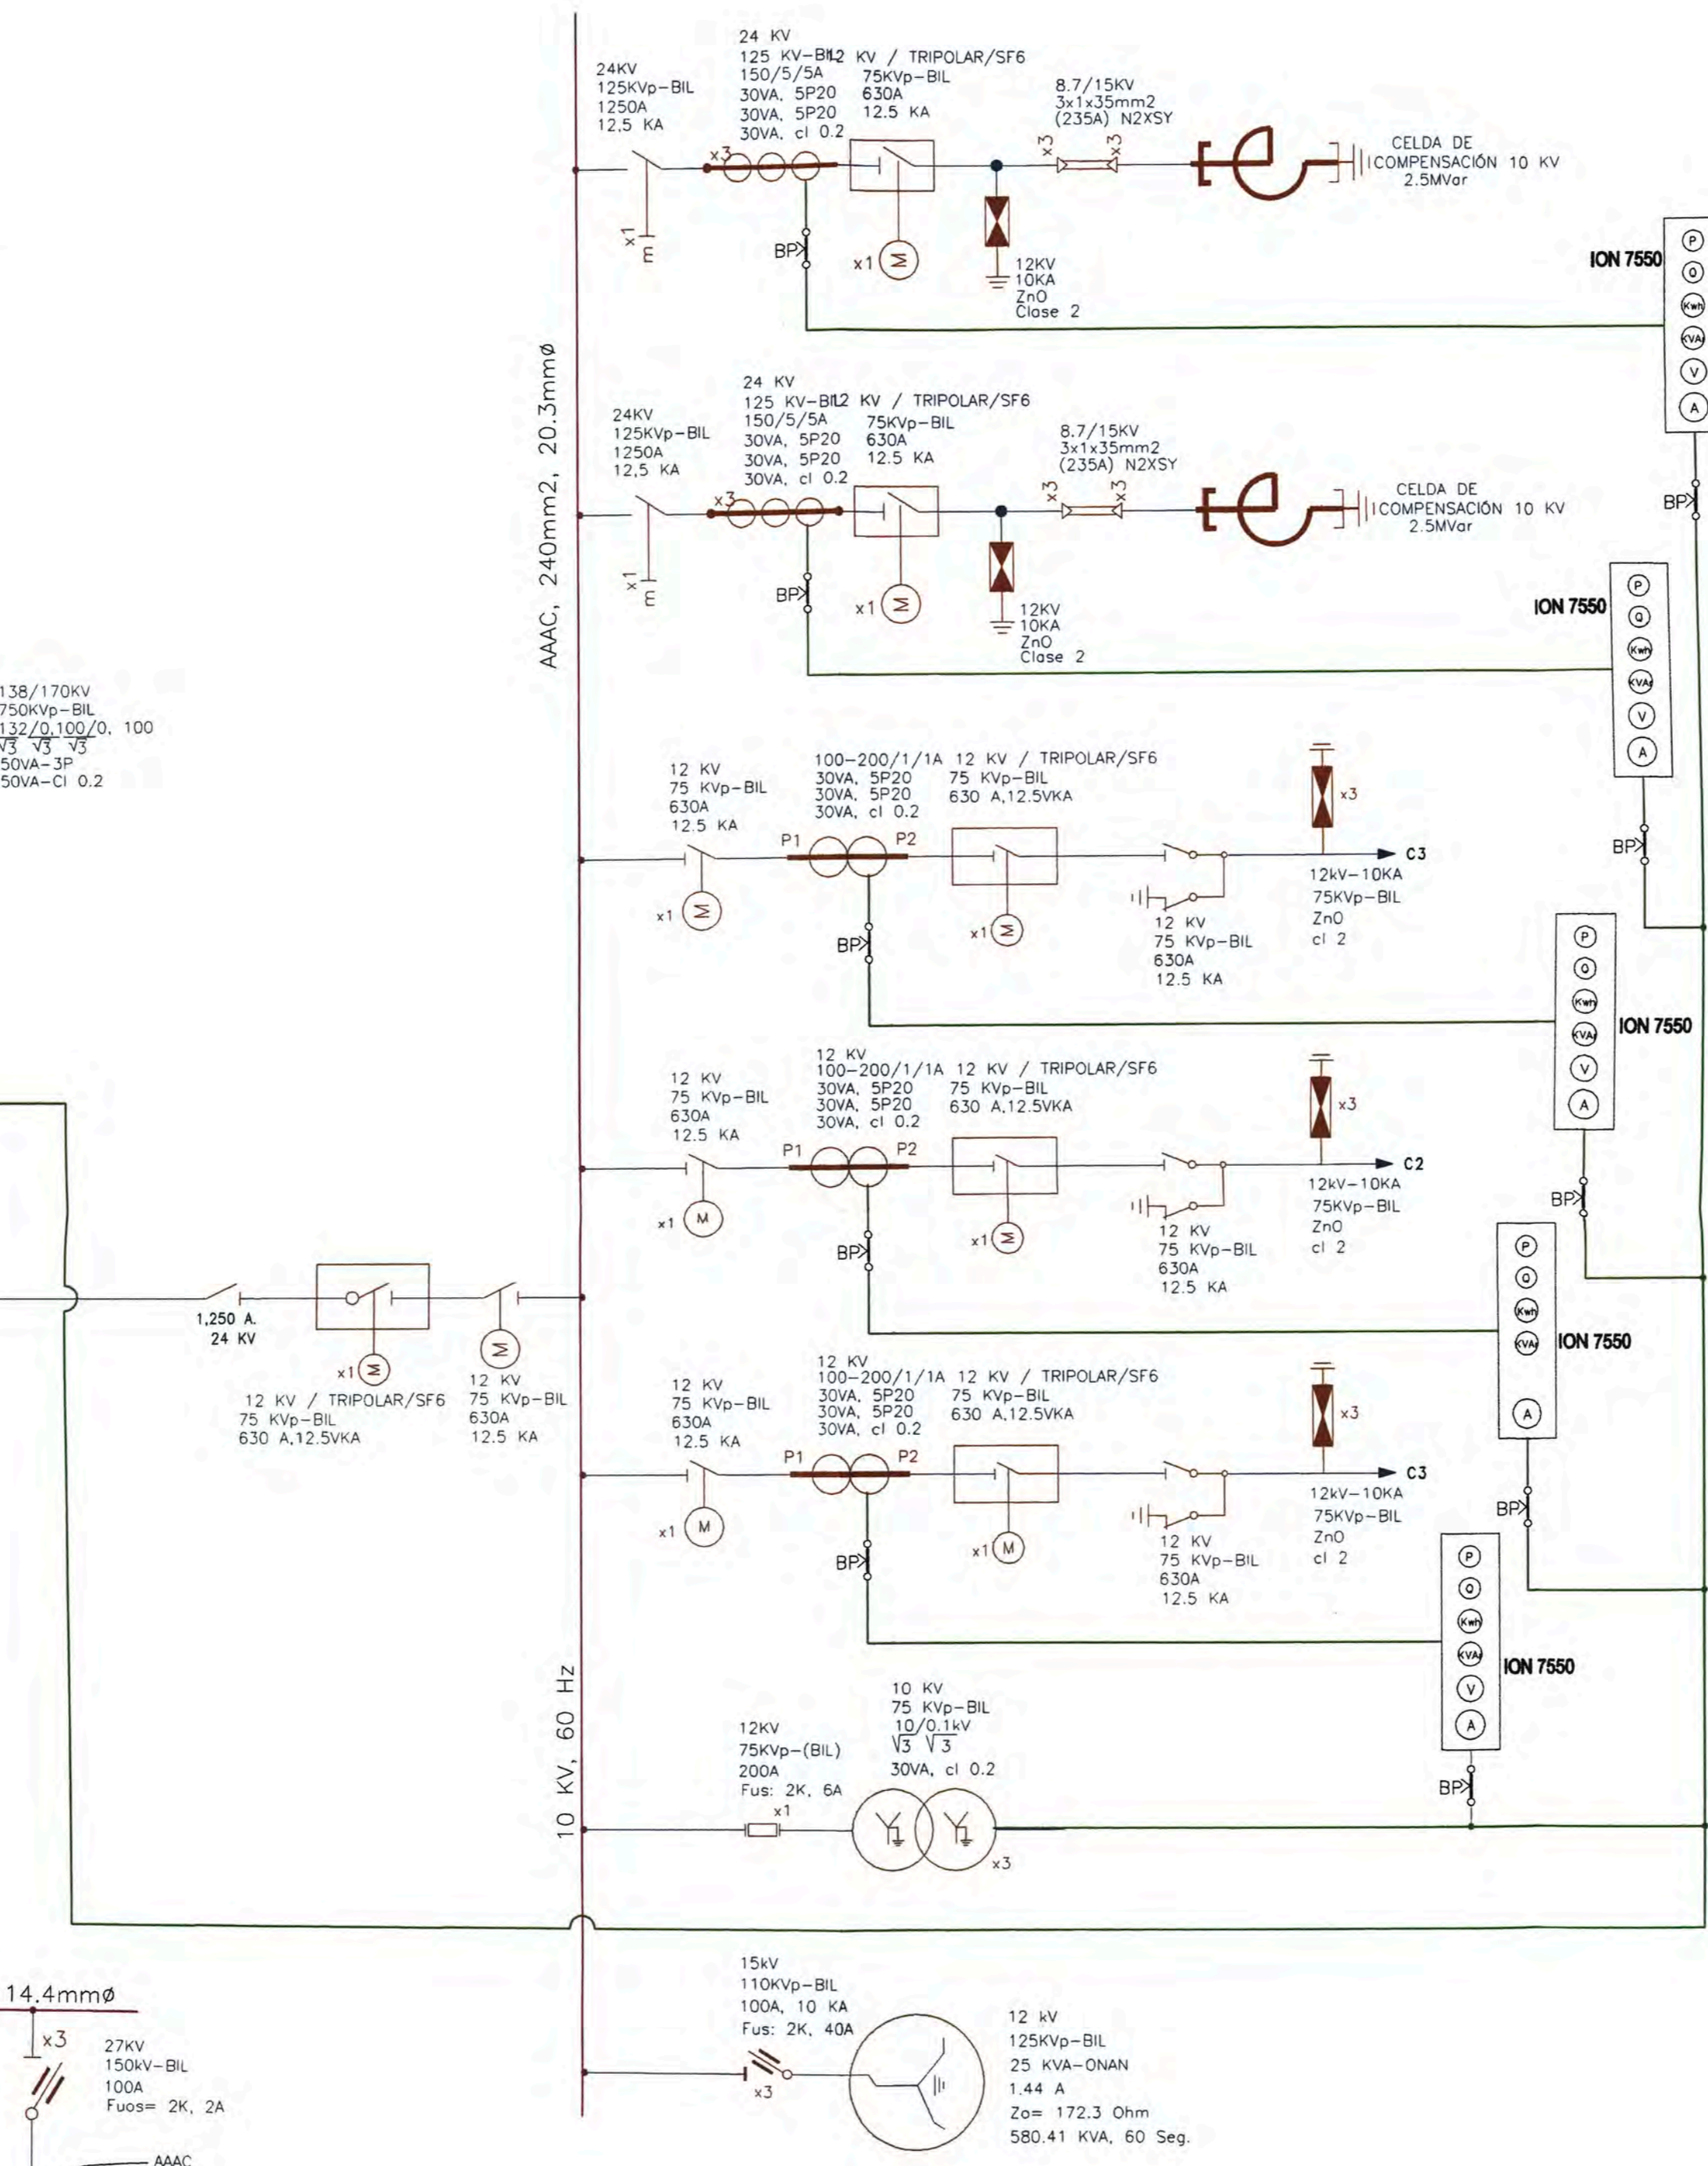 24KV
125KVp-BIL
1250A
12,5 KA
24 KV
125 KV-BIL
150/5/5A
30VA, 5P20
30VA, 5P20
30VA, cl 0.2
12 KV / TRIPOLAR/SF6
75KVp-BIL
630A
12.5 KA
8.7/15KV
3x1x35mm2
(235A) N2XSY
x3
x3
x3
CELDA DE
COMPENSACIÓN 10 KV
2.5MVar
x1
E
BP
x1
M
12KV
10KA
ZnO
Clase 2
ION 7550
P
Q
Kwh
KVAr
V
A
BP
AAAC, 240mm2, 20.3mmø
24KV
125KVp-BIL
1250A
12,5 KA
24 KV
125 KV-BIL
150/5/5A
30VA, 5P20
30VA, 5P20
30VA, cl 0.2
12 KV / TRIPOLAR/SF6
75KVp-BIL
630A
12.5 KA
8.7/15KV
3x1x35mm2
(235A) N2XSY
x3
x3
x3
CELDA DE
COMPENSACIÓN 10 KV
2.5MVar
x1
E
BP
x1
M
12KV
10KA
ZnO
Clase 2
ION 7550
P
Q
Kwh
KVAr
V
A
BP
138/170KV
750KVp-BIL
132/0,100/0, 100
√3 √3 √3
50VA-3P
50VA-Cl 0.2
12 KV
75 KVp-BIL
630A
12.5 KA
100-200/1/1A
30VA, 5P20
30VA, 5P20
30VA, cl 0.2
12 KV / TRIPOLAR/SF6
75 KVp-BIL
630 A,12.5VKA
x3
P1
P2
C3
x1
M
BP
x1
M
12 KV
75 KVp-BIL
630A
12.5 KA
12kV-10KA
75KVp-BIL
ZnO
cl 2
ION 7550
P
Q
Kwh
KVAr
V
A
BP
12 KV
75 KVp-BIL
630A
12.5 KA
12 KV
100-200/1/1A
30VA, 5P20
30VA, 5P20
30VA, cl 0.2
12 KV / TRIPOLAR/SF6
75 KVp-BIL
630 A,12.5VKA
x3
P1
P2
C2
x1
M
BP
x1
M
12 KV
75 KVp-BIL
630A
12.5 KA
12kV-10KA
75KVp-BIL
ZnO
cl 2
ION 7550
P
Q
Kwh
KVAr
A
BP
1,250 A.
24 KV
x1
M
12 KV / TRIPOLAR/SF6
75 KVp-BIL
630 A,12.5VKA
M
12 KV
75 KVp-BIL
630A
12.5 KA
12 KV
75 KVp-BIL
630A
12.5 KA
12 KV
100-200/1/1A
30VA, 5P20
30VA, 5P20
30VA, cl 0.2
12 KV / TRIPOLAR/SF6
75 KVp-BIL
630 A,12.5VKA
x3
P1
P2
C3
x1
M
BP
x1
M
12 KV
75 KVp-BIL
630A
12.5 KA
12kV-10KA
75KVp-BIL
ZnO
cl 2
ION 7550
P
Q
Kwh
KVAr
V
A
BP
10 KV, 60 Hz
12KV
75KVp-(BIL)
200A
Fus: 2K, 6A
x1
10 KV
75 KVp-BIL
10/0.1kV
√3 √3
30VA, cl 0.2
x3
15kV
110KVp-BIL
100A, 10 KA
Fus: 2K, 40A
x3
12 kV
125KVp-BIL
25 KVA-ONAN
1.44 A
Zo= 172.3 Ohm
580.41 KVA, 60 Seg.
14.4mmø
x3
27KV
150kV-BIL
100A
Fuos= 2K, 2A
AAAC